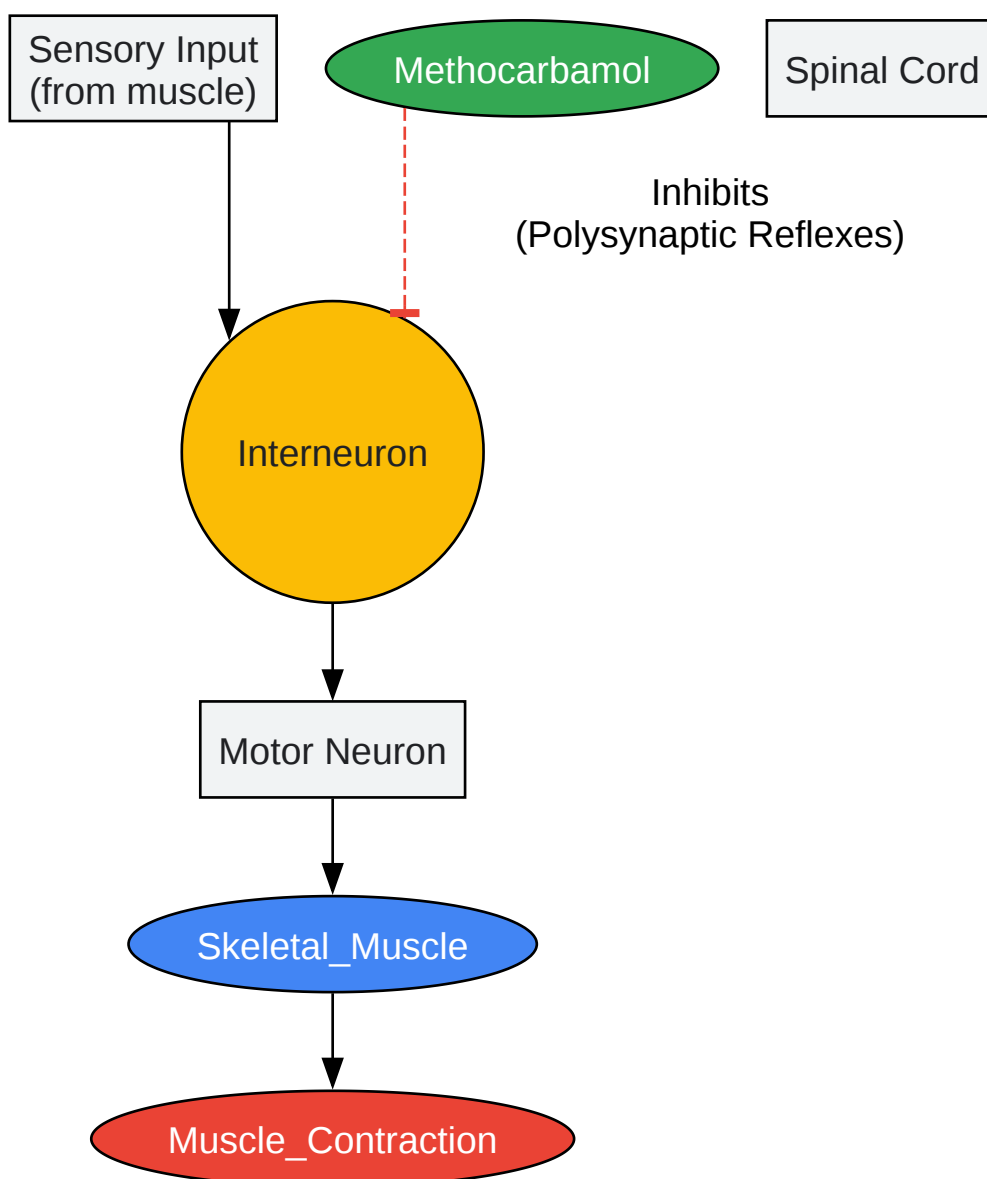 Sensory Input
(from muscle)
Methocarbamol
Spinal Cord
Inhibits
(Polysynaptic Reflexes)
Interneuron
Motor Neuron
Skeletal_Muscle
Muscle_Contraction